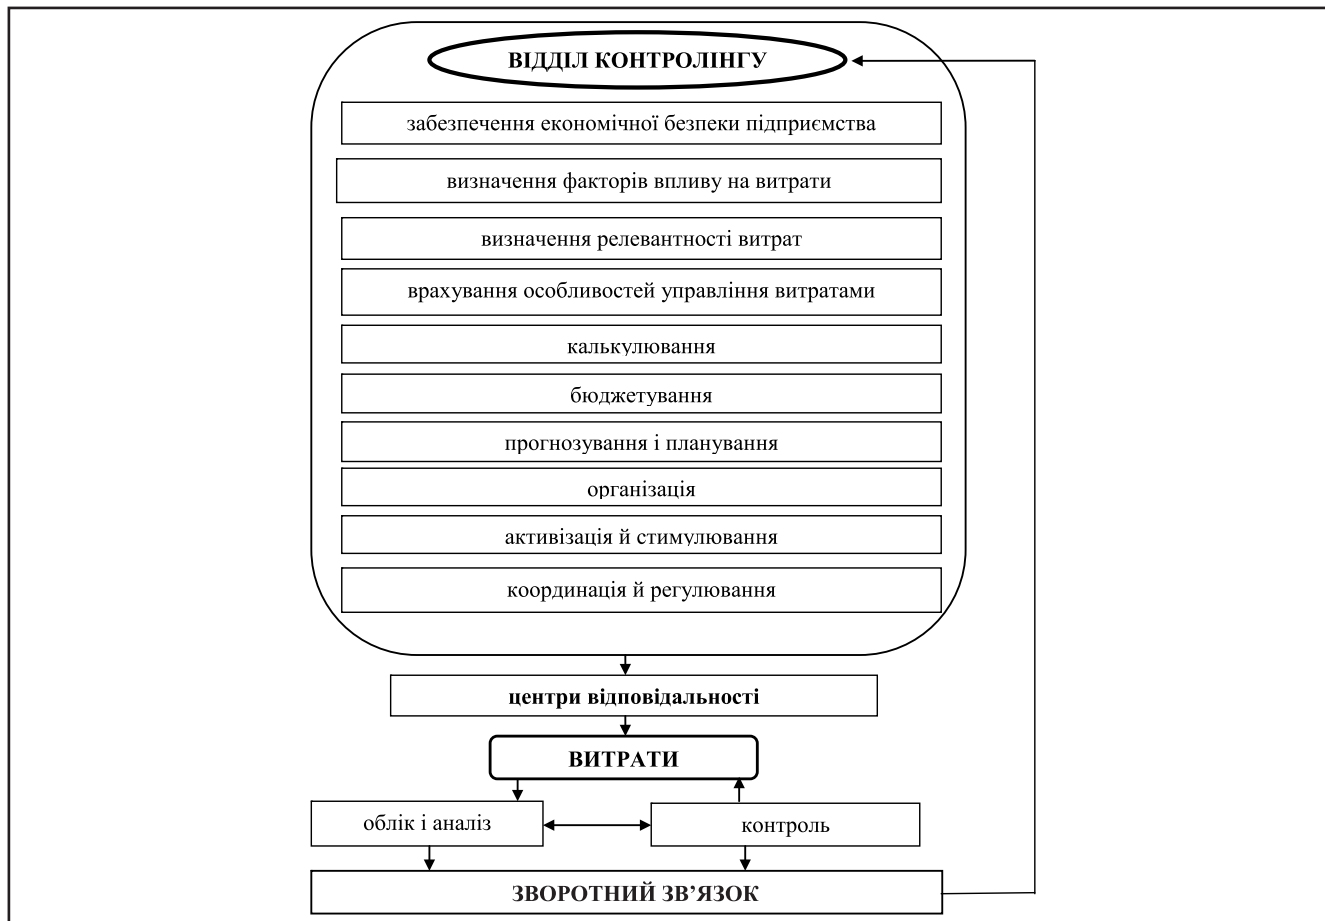 ВІДДІЛ КОНТРОЛІНГУ
забезпечення економічної безпеки підприємства
визначення факторів впливу на витрати
визначення релевантності витрат
врахування особливостей управління витратами
калькулювання
бюджетування
прогнозування і планування
організація
активізація й стимулювання
координація й регулювання
центри відповідальності
ВИТРАТИ
облік і аналіз
контроль
ЗВОРОТНИЙ ЗВ’ЯЗОК